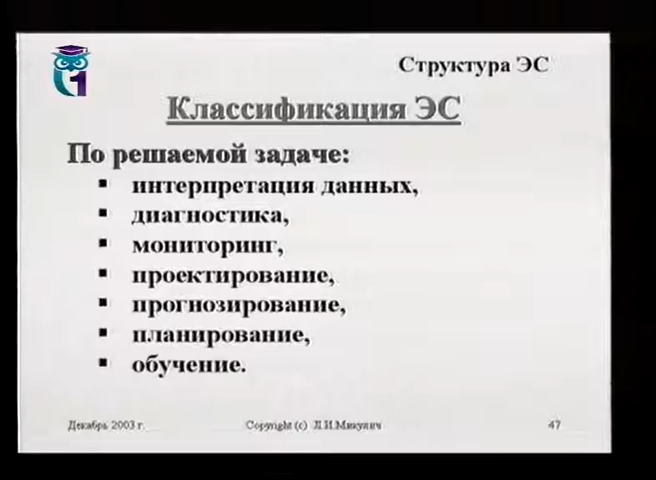 Структура ЭС
Классификация ЭС
По решаемой задаче:
▪ интерпретация данных,
▪ диагностика,
▪ мониторинг,
▪ проектирование,
▪ прогнозирование,
▪ планирование,
▪ обучение.
Декабрь 2003 г. Copyright (c) Л.И.Микулич 47